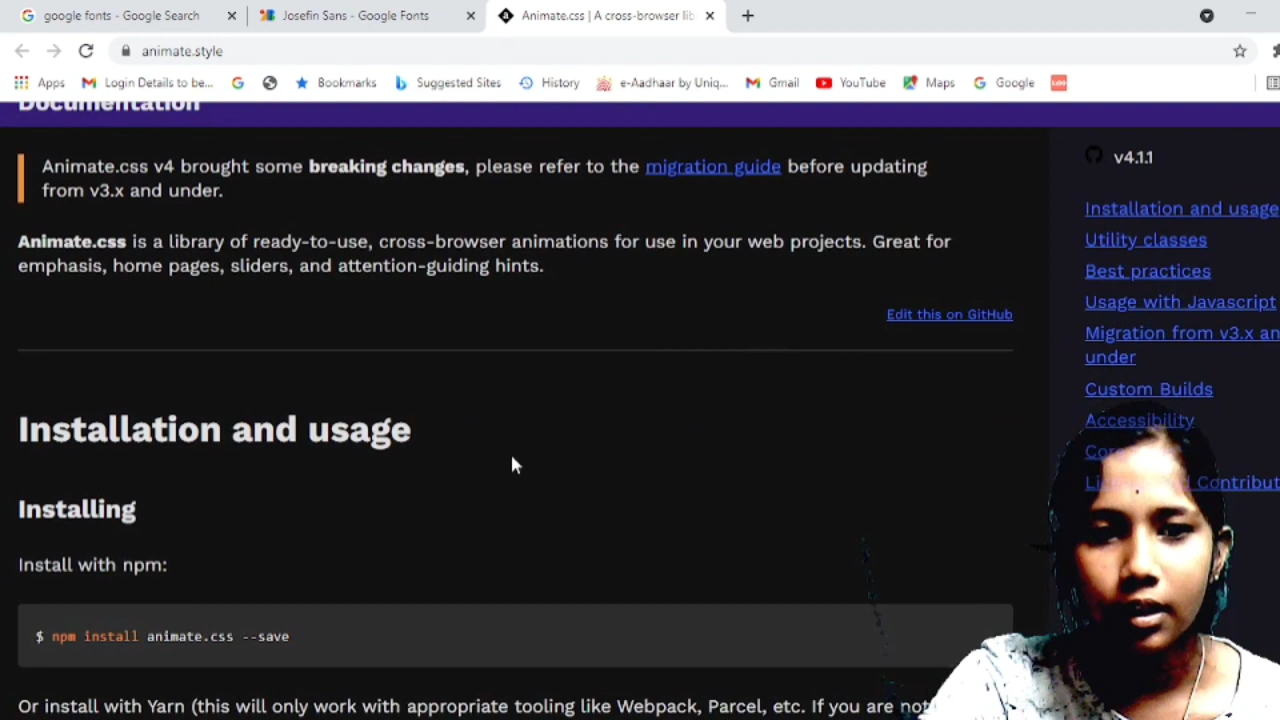 google fonts - Google Search
Josefin Sans - Google Fonts
Animate.css | A cross-browser lib
animate.style
Apps
Login Details to be...
Bookmarks
Suggested Sites
History
e-Aadhaar by Uniq...
Gmail
YouTube
Maps
Google
Documentation
Animate.css v4 brought some breaking changes, please refer to the migration guide before updating
from v3.x and under.
Animate.css is a library of ready-to-use, cross-browser animations for use in your web projects. Great for
emphasis, home pages, sliders, and attention-guiding hints.
Edit this on GitHub
Installation and usage
Installing
Install with npm:
$ npm install animate.css --save
Or install with Yarn (this will only work with appropriate tooling like Webpack, Parcel, etc. If you are not
v4.1.1
Installation and usage
Utility classes
Best practices
Usage with Javascript
Migration from v3.x an
under
Custom Builds
Accessibility
Contribut